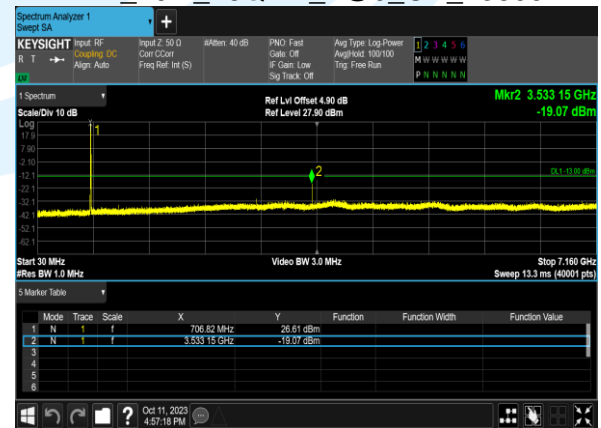 Spectrum Analyzer 1
Swept SA
KEYSIGHT
R T
Input: RF
Coupling: DC
Align: Auto
Input Z: 50 Ω
Corr CCorr
Freq Ref: Int (S)
#Atten: 40 dB
PNO: Fast
Gate: Off
IF Gain: Low
Sig Track: Off
Avg Type: Log-Power
Avg|Hold: 100/100
Trig: Free Run
1 2 3 4 5 6
M W W W W W
P N N N N N
1 Spectrum
Scale/Div 10 dB
Ref Lvl Offset 4.90 dB
Ref Level 27.90 dBm
Mkr2 3.533 15 GHz
-19.07 dBm
Log
17.9
7.90
-2.10
-12.1
-22.1
-32.1
-42.1
-52.1
-62.1
1
2
DL1 -13.00 dBm
Start 30 MHz
#Res BW 1.0 MHz
Video BW 3.0 MHz
Stop 7.160 GHz
Sweep 13.3 ms (40001 pts)
5 Marker Table
Mode Trace Scale X Y Function Function Width Function Value
1 N 1 f 706.82 MHz 26.61 dBm
2 N 1 f 3.533 15 GHz -19.07 dBm
3
4
5
6
?
Oct 11, 2023
4:57:18 PM